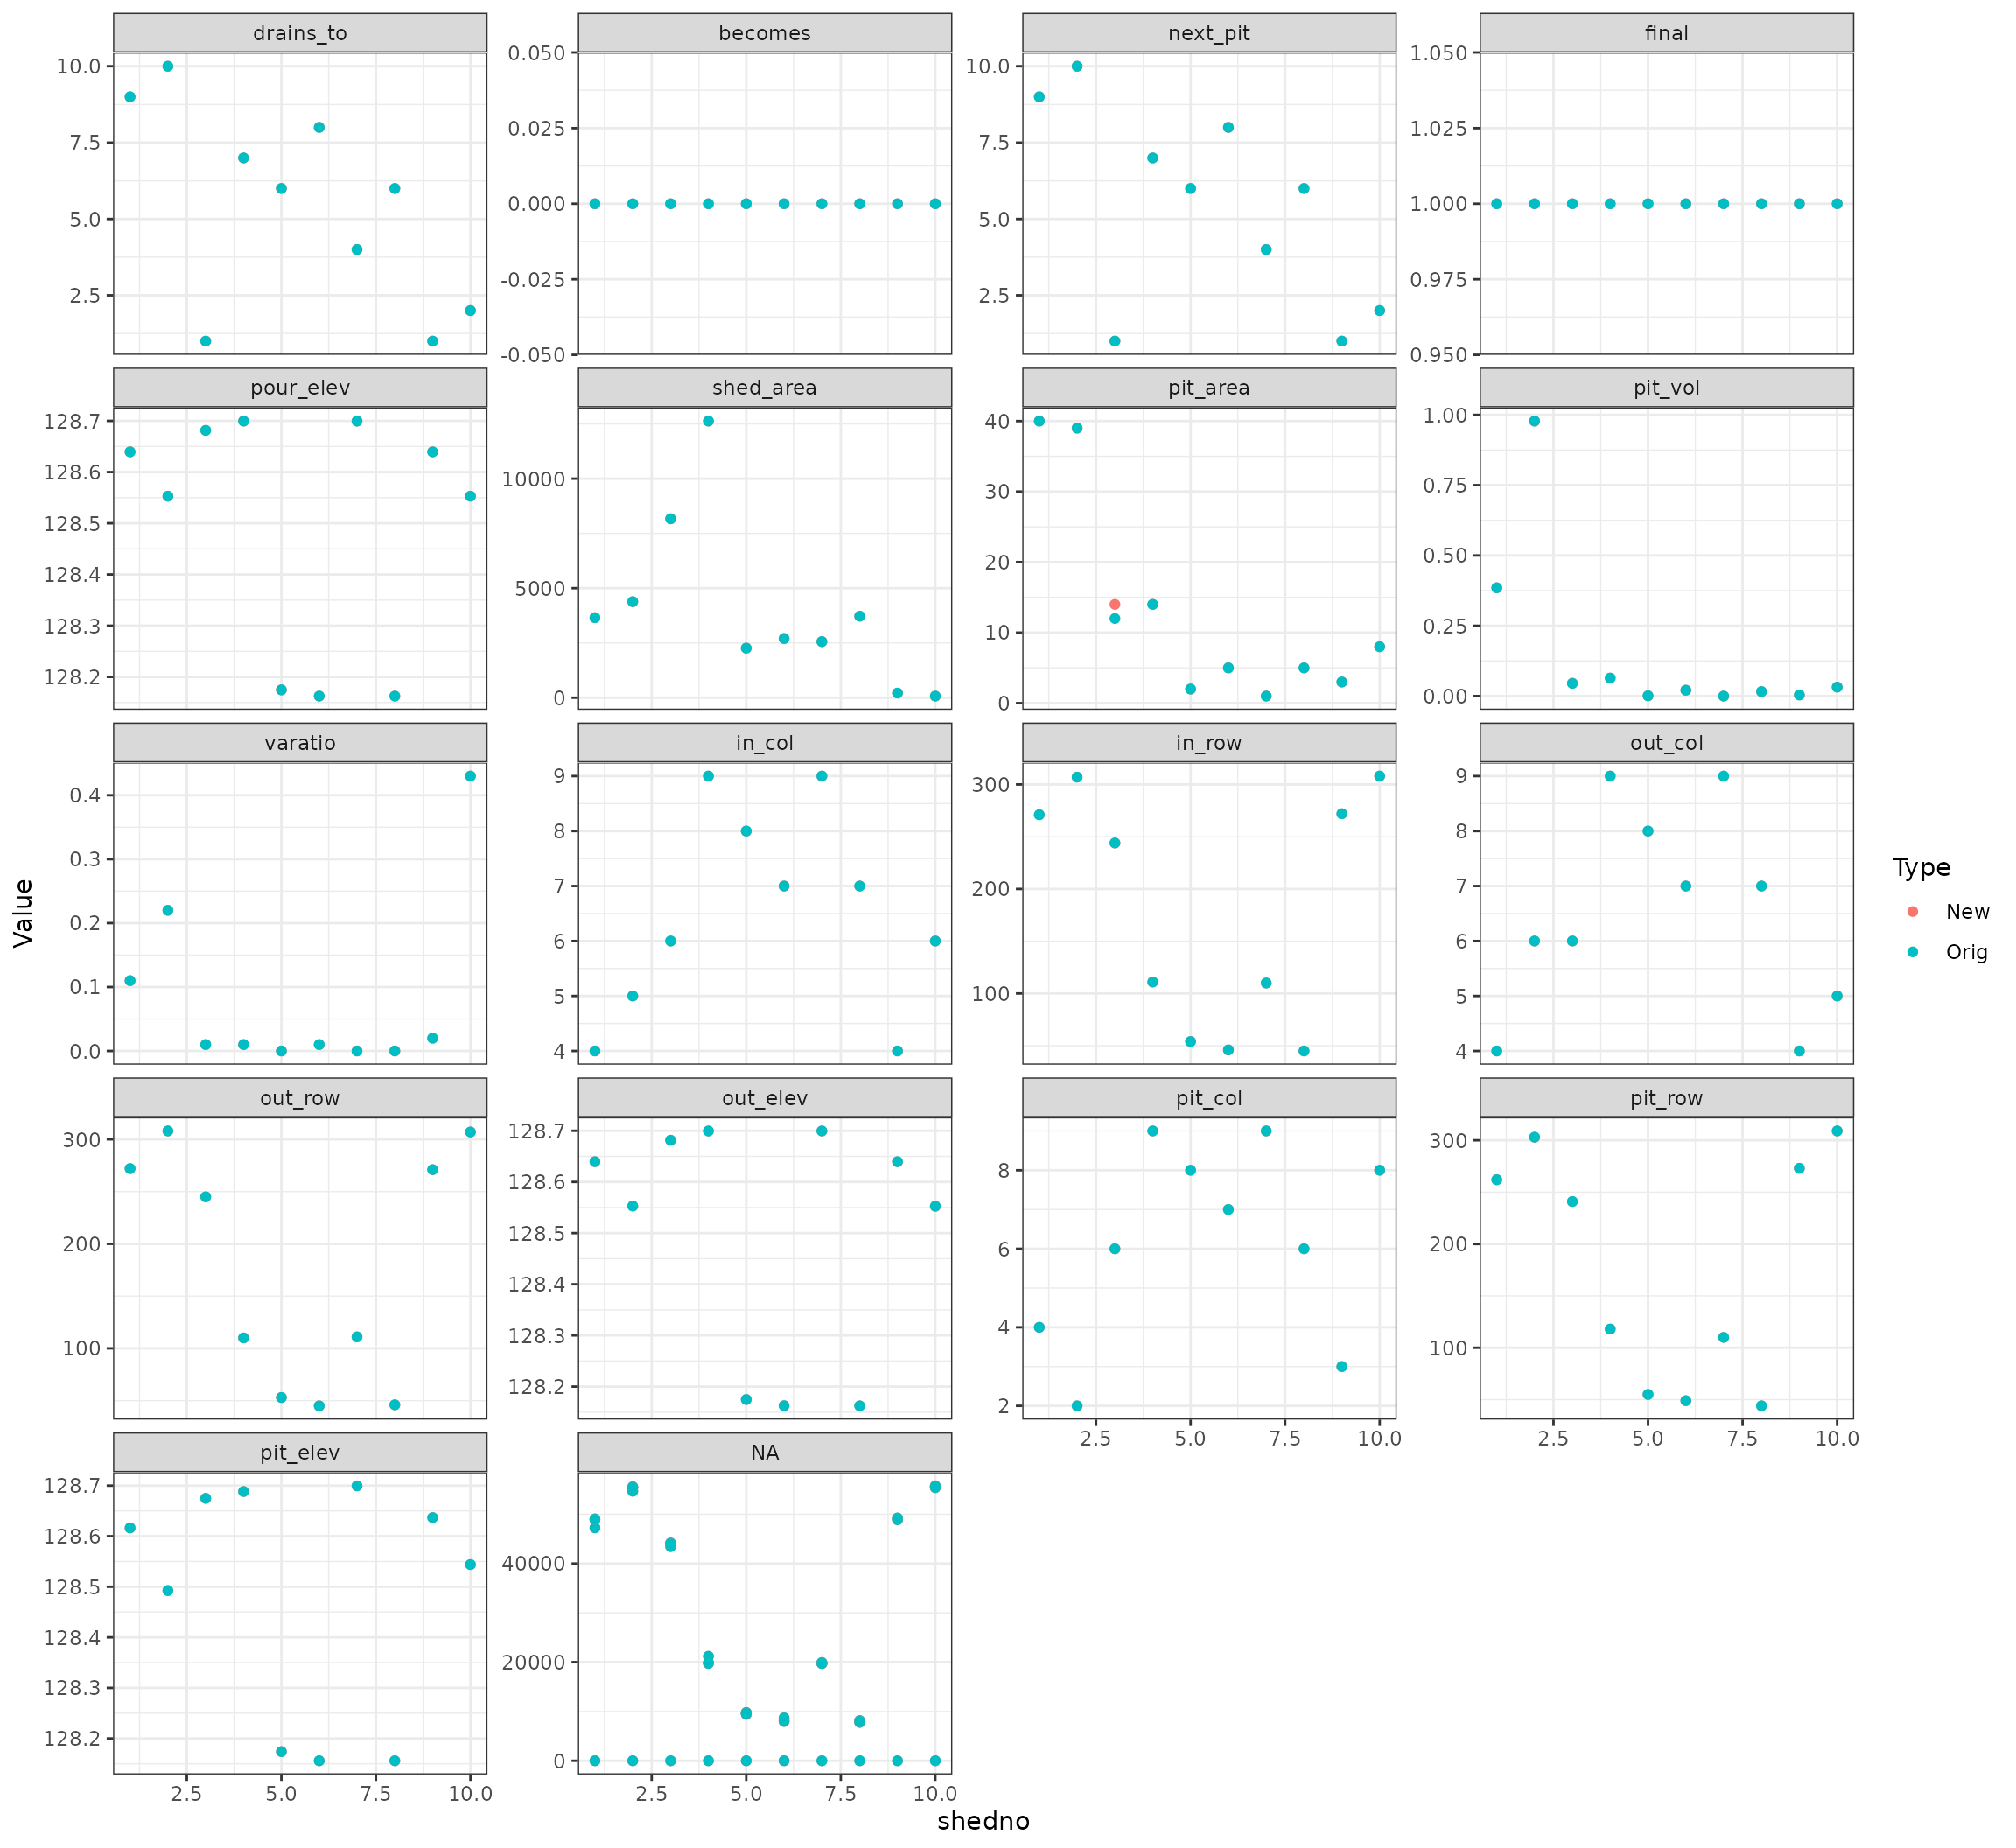 drains_to becomes next_pit final
10.0 0.050 10.0 1.050
7.5 0.025 7.5 1.025
5.0 0.000 5.0 1.000
2.5 -0.025 2.5 0.975
-0.050 0.950
pour_elev shed_area pit_area pit_vol
128.7 40 1.00
128.6 10000 30 0.75
128.5 20 0.50
128.4 5000 10 0.25
128.3 0 0 0.00
128.2
varatio in_col in_row out_col
0.4 9 300 9
0.3 8 200 8
0.2 7 100 7
0.1 6 6
0.0 5 5
4 4
out_row out_elev pit_col pit_row
300 128.7 8 300
200 128.6 6 200
100 128.5 4 100
128.4 2
128.3
128.2
2.5 5.0 7.5 10.0 2.5 5.0 7.5 10.0
pit_elev NA
128.7 40000
128.6 20000
128.5 0
128.4
128.3
128.2
2.5 5.0 7.5 10.0 2.5 5.0 7.5 10.0
shedno
Value
Type
New
Orig